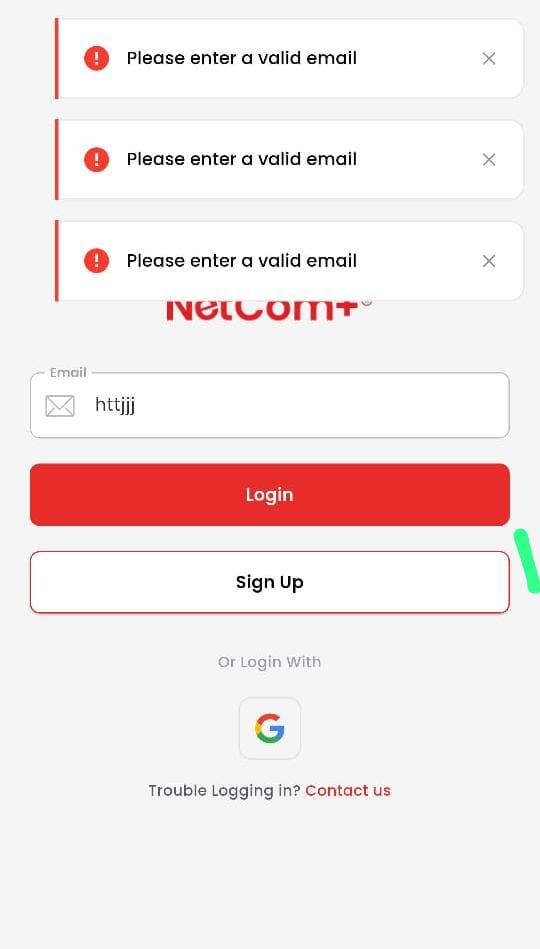 Please enter a valid email
Please enter a valid email
Please enter a valid email
NetCom+®
Email
httjjj
Login
Sign Up
Or Login With
Trouble Logging in? Contact us